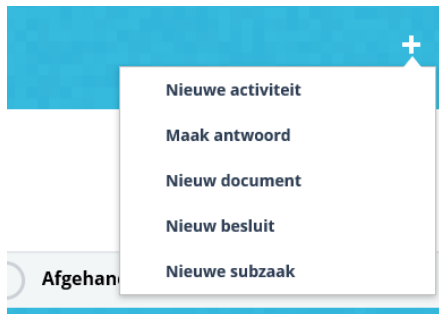 Nieuwe activiteit
Maak antwoord
Nieuw document
Nieuw besluit
Nieuwe subzaak